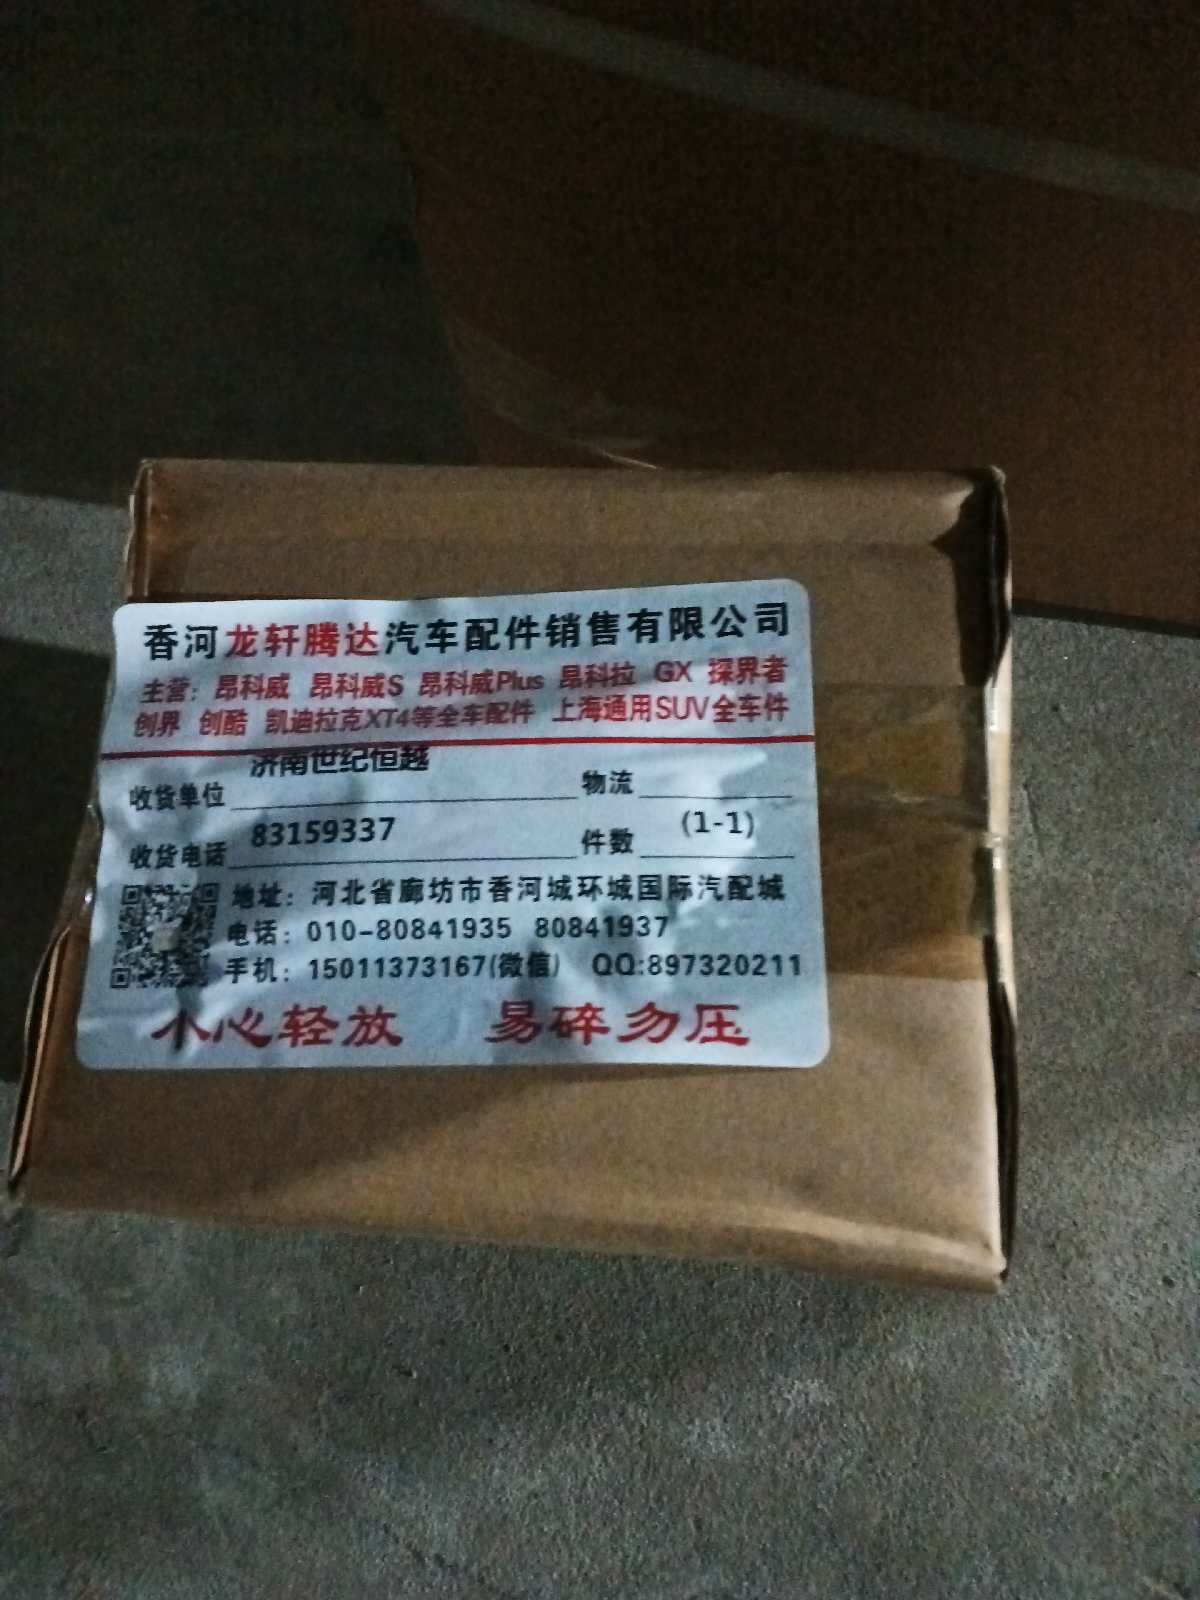 香河龙轩腾达汽车配件销售有限公司
主营：昂科威 昂科威S 昂科威Plus 昂科拉 GX 探界者
创界 创酷 凯迪拉克XT4等全车配件 上海通用SUV全车件
收货单位 济南世纪恒越 物流
收货电话 83159337 件数 (1-1)
地址：河北省廊坊市香河城环城国际汽配城
电话：010-80841935 80841937
手机：15011373167(微信) QQ:897320211
小心轻放 易碎勿压